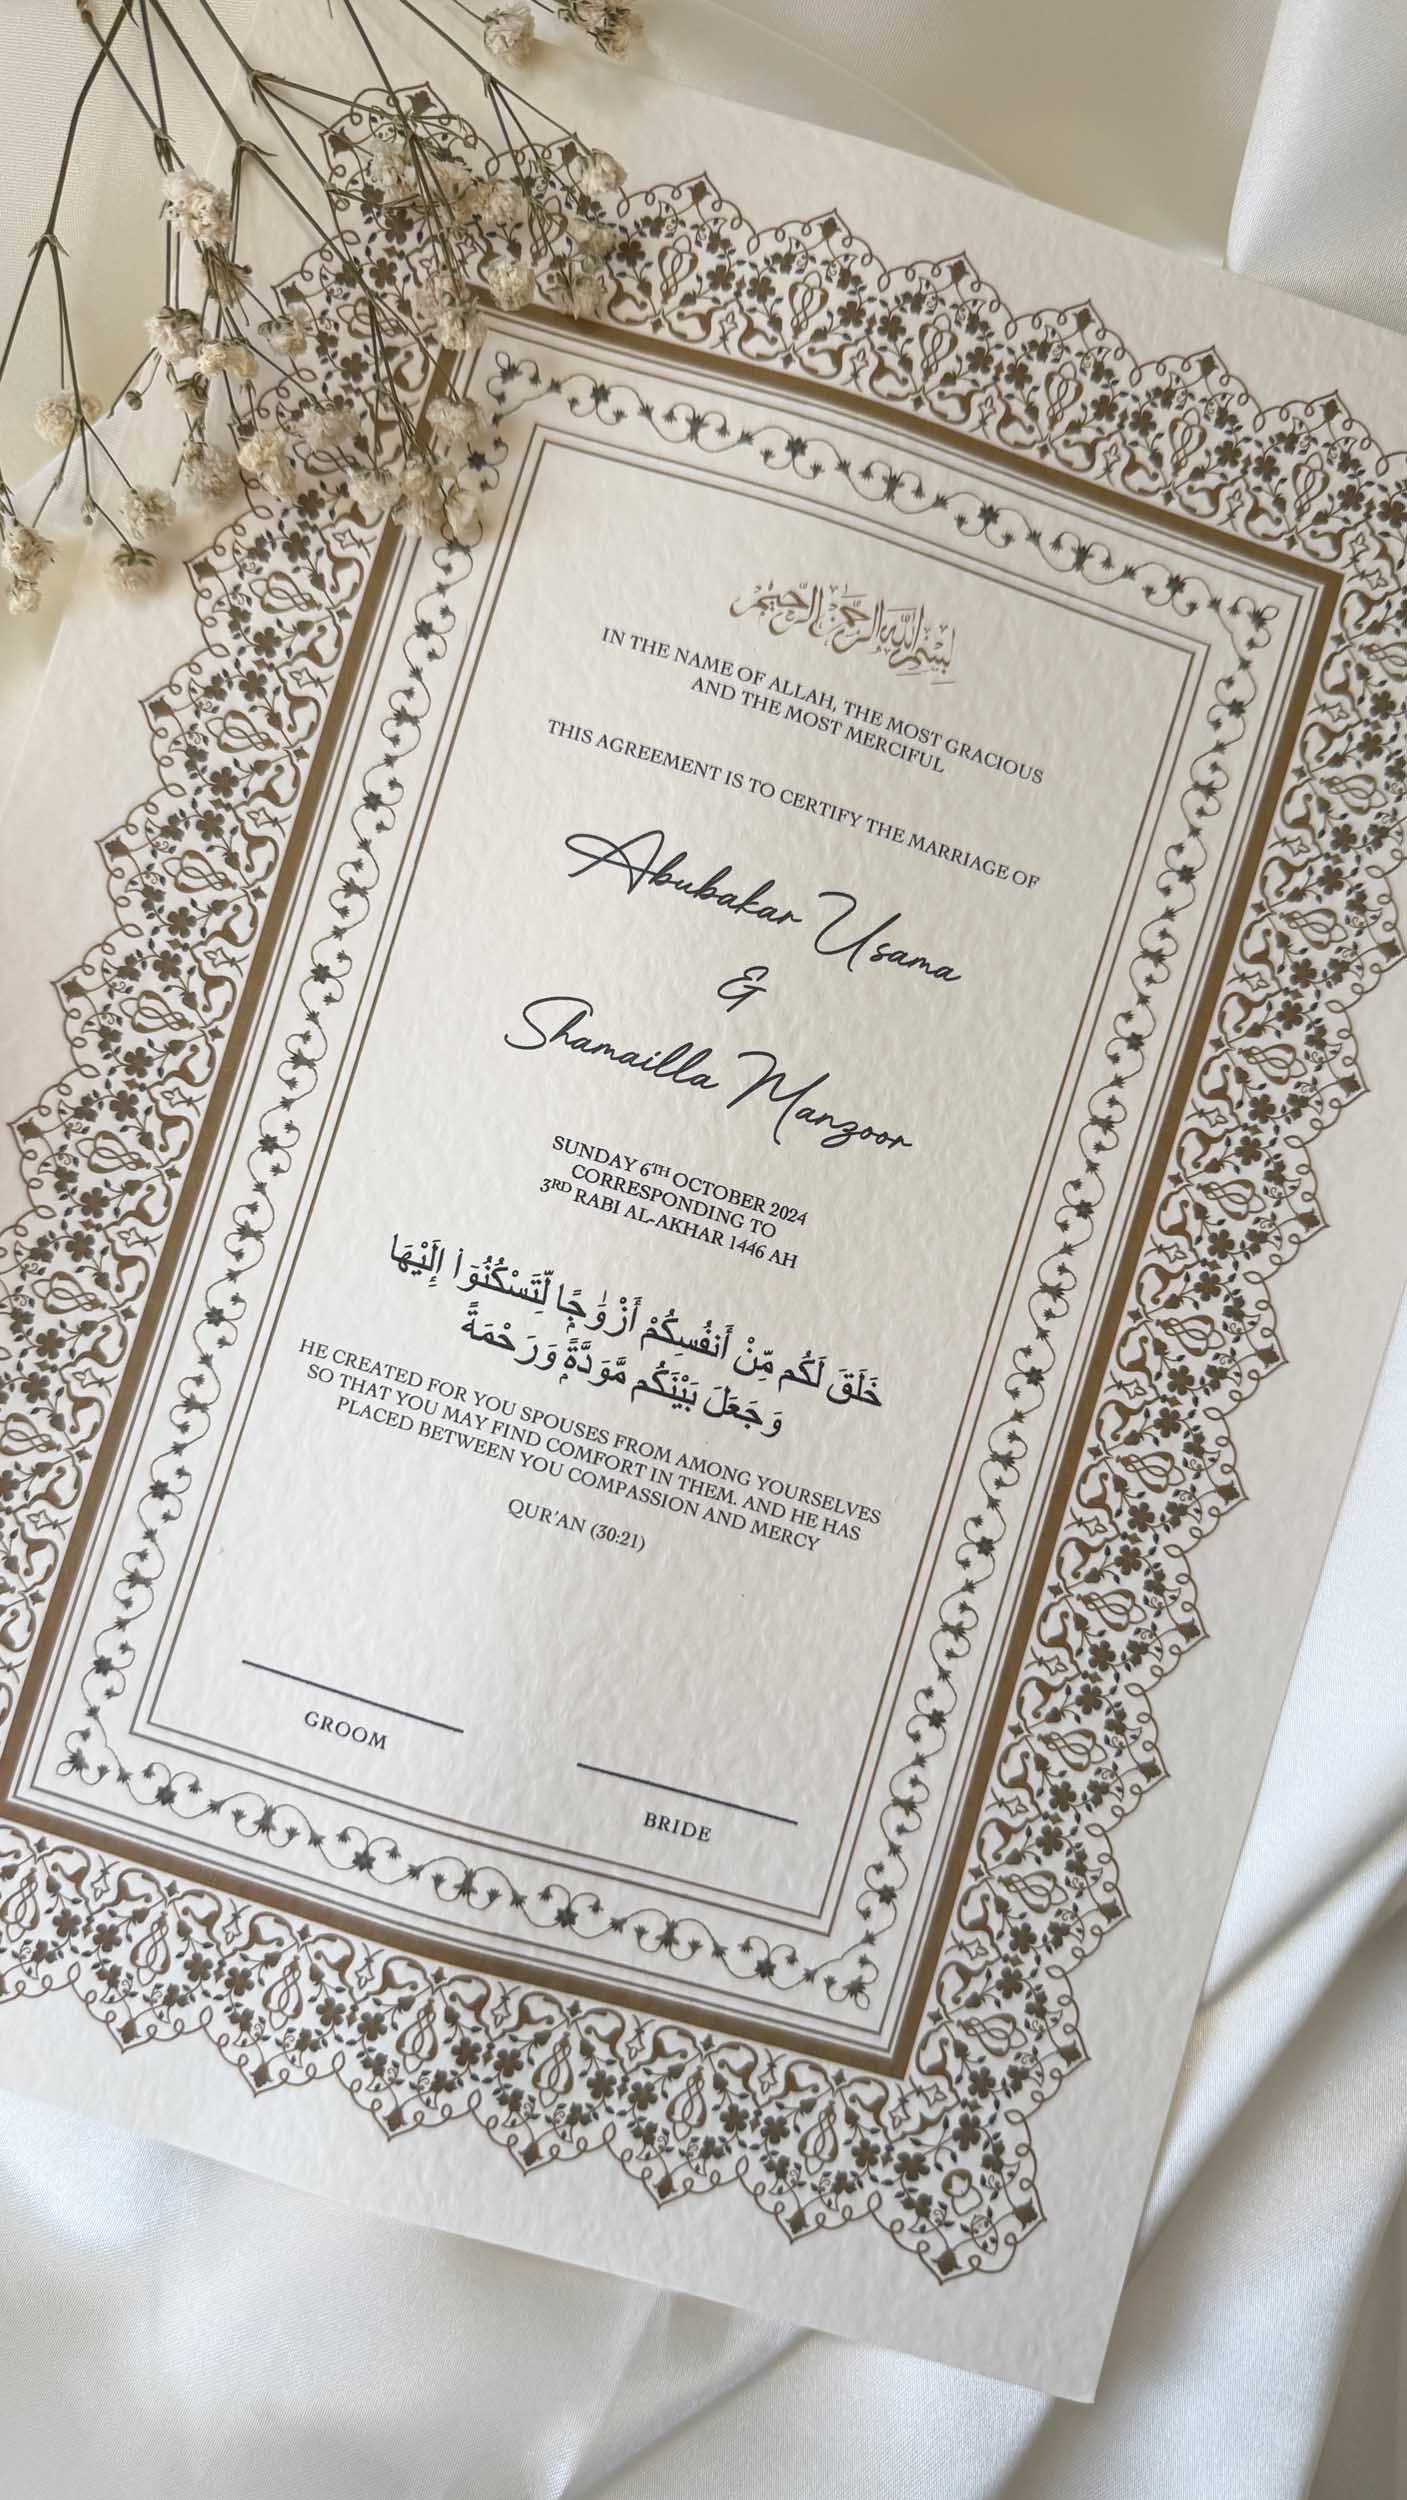 بِسْمِ اللَّهِ الرَّحْمَٰنِ الرَّحِيمِ
IN THE NAME OF ALLAH, THE MOST GRACIOUS
AND THE MOST MERCIFUL
THIS AGREEMENT IS TO CERTIFY THE MARRIAGE OF
Abubakar Usama
&
Shamailla Manzoor
SUNDAY 6TH OCTOBER 2024
CORRESPONDING TO
3RD RABI AL-AKHAR 1446 AH
خَلَقَ لَكُم مِّنْ أَنفُسِكُمْ أَزْوَٰجًا لِّتَسْكُنُوٓا۟ إِلَيْهَا
وَجَعَلَ بَيْنَكُم مَّوَدَّةً وَرَحْمَةً
HE CREATED FOR YOU SPOUSES FROM AMONG YOURSELVES
SO THAT YOU MAY FIND COMFORT IN THEM. AND HE HAS
PLACED BETWEEN YOU COMPASSION AND MERCY
QUR'AN (30:21)
GROOM
BRIDE